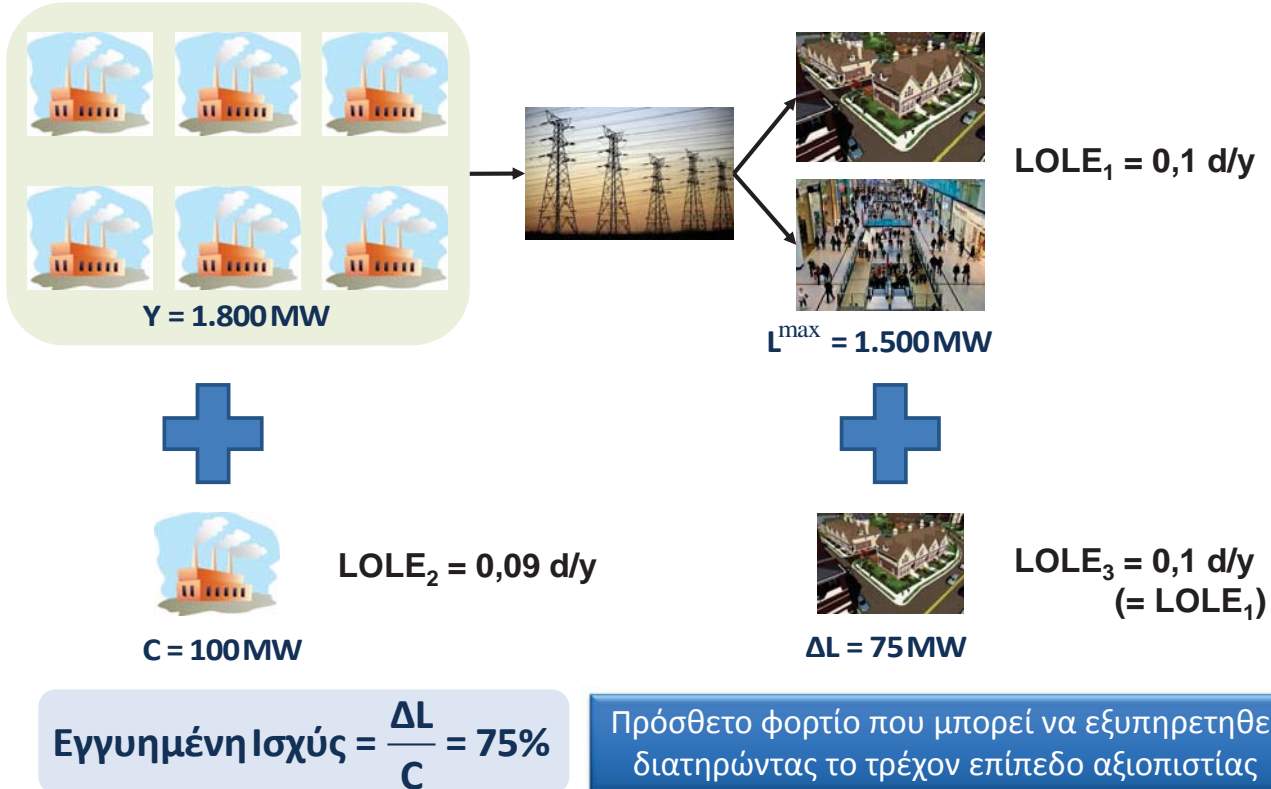 LOLE₁ = 0,1 d/y
Υ = 1.800 MW
L^max = 1.500 MW
LOLE₂ = 0,09 d/y
LOLE₃ = 0,1 d/y
(= LOLE₁)
C = 100 MW
ΔL = 75 MW
Εγγυημένη Ισχύς = ΔL / C = 75%
Πρόσθετο φορτίο που μπορεί να εξυπηρετηθε
διατηρώντας το τρέχον επίπεδο αξιοπιστίας